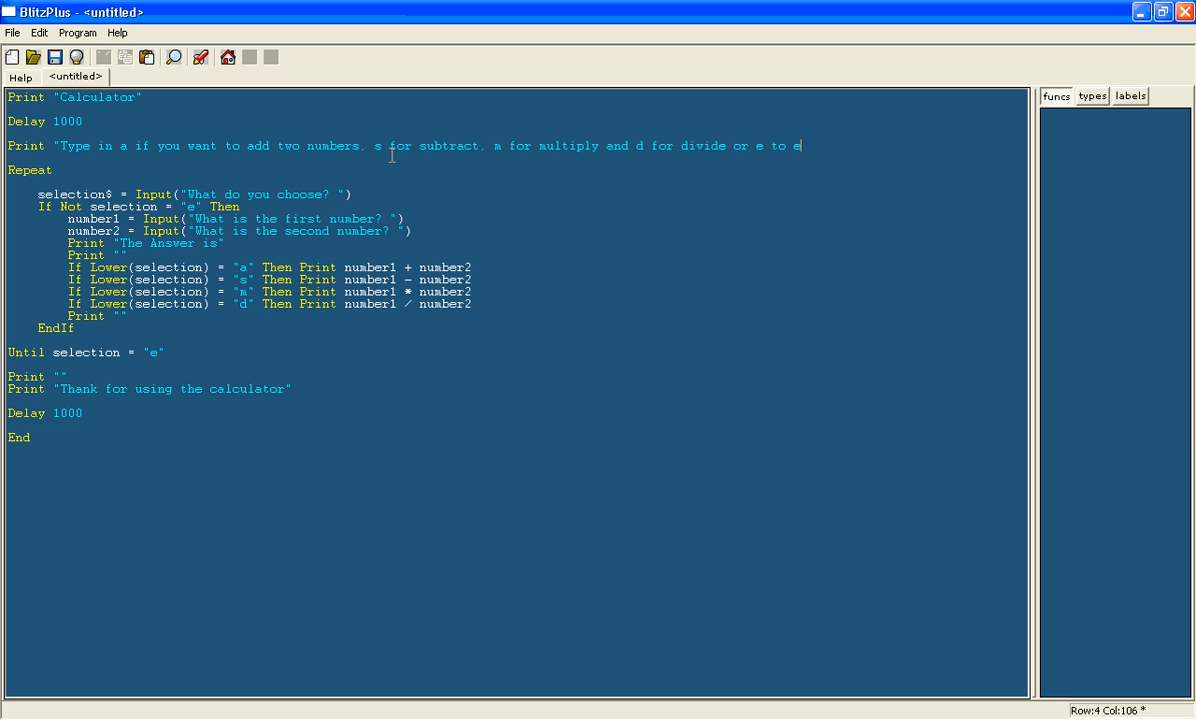 BlitzPlus - <untitled>
File Edit Program Help
Help <untitled>
funcs types labels
Print "Calculator"
Delay 1000
Print "Type in a if you want to add two numbers, s for subtract, m for multiply and d for divide or e to e
Repeat
selection$ = Input("What do you choose? ")
If Not selection = "e" Then
number1 = Input("What is the first number? ")
number2 = Input("What is the second number? ")
Print "The Answer is"
Print ""
If Lower(selection) = "a" Then Print number1 + number2
If Lower(selection) = "s" Then Print number1 - number2
If Lower(selection) = "m" Then Print number1 * number2
If Lower(selection) = "d" Then Print number1 / number2
Print ""
EndIf
Until selection = "e"
Print ""
Print "Thank for using the calculator"
Delay 1000
End
Row:4 Col:106 *